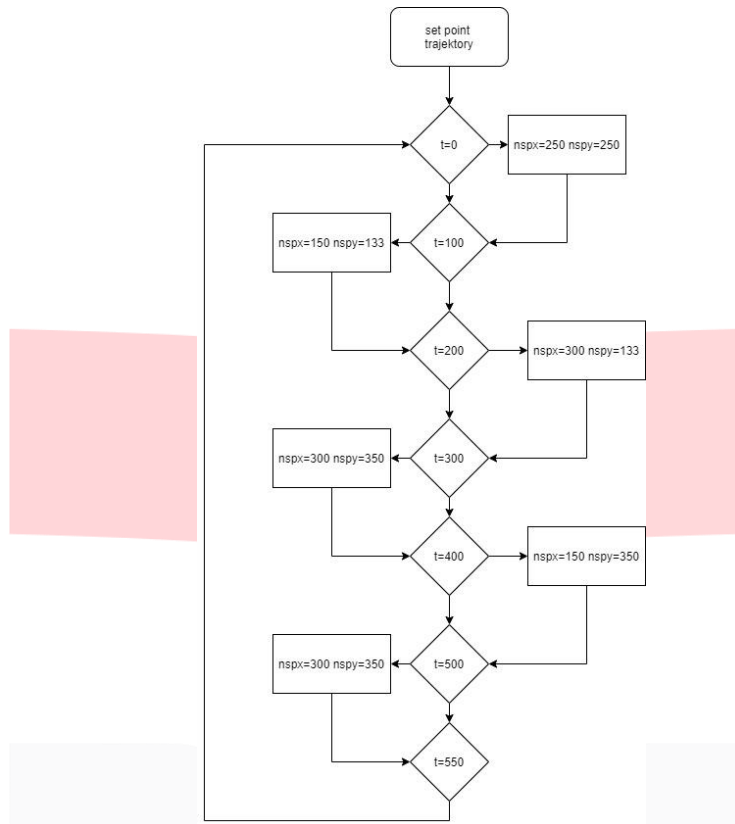 set point
trajektory
t=0
nspx=250 nspy=250
nspx=150 nspy=133
t=100
t=200
nspx=300 nspy=133
nspx=300 nspy=350
t=300
t=400
nspx=150 nspy=350
nspx=300 nspy=350
t=500
t=550